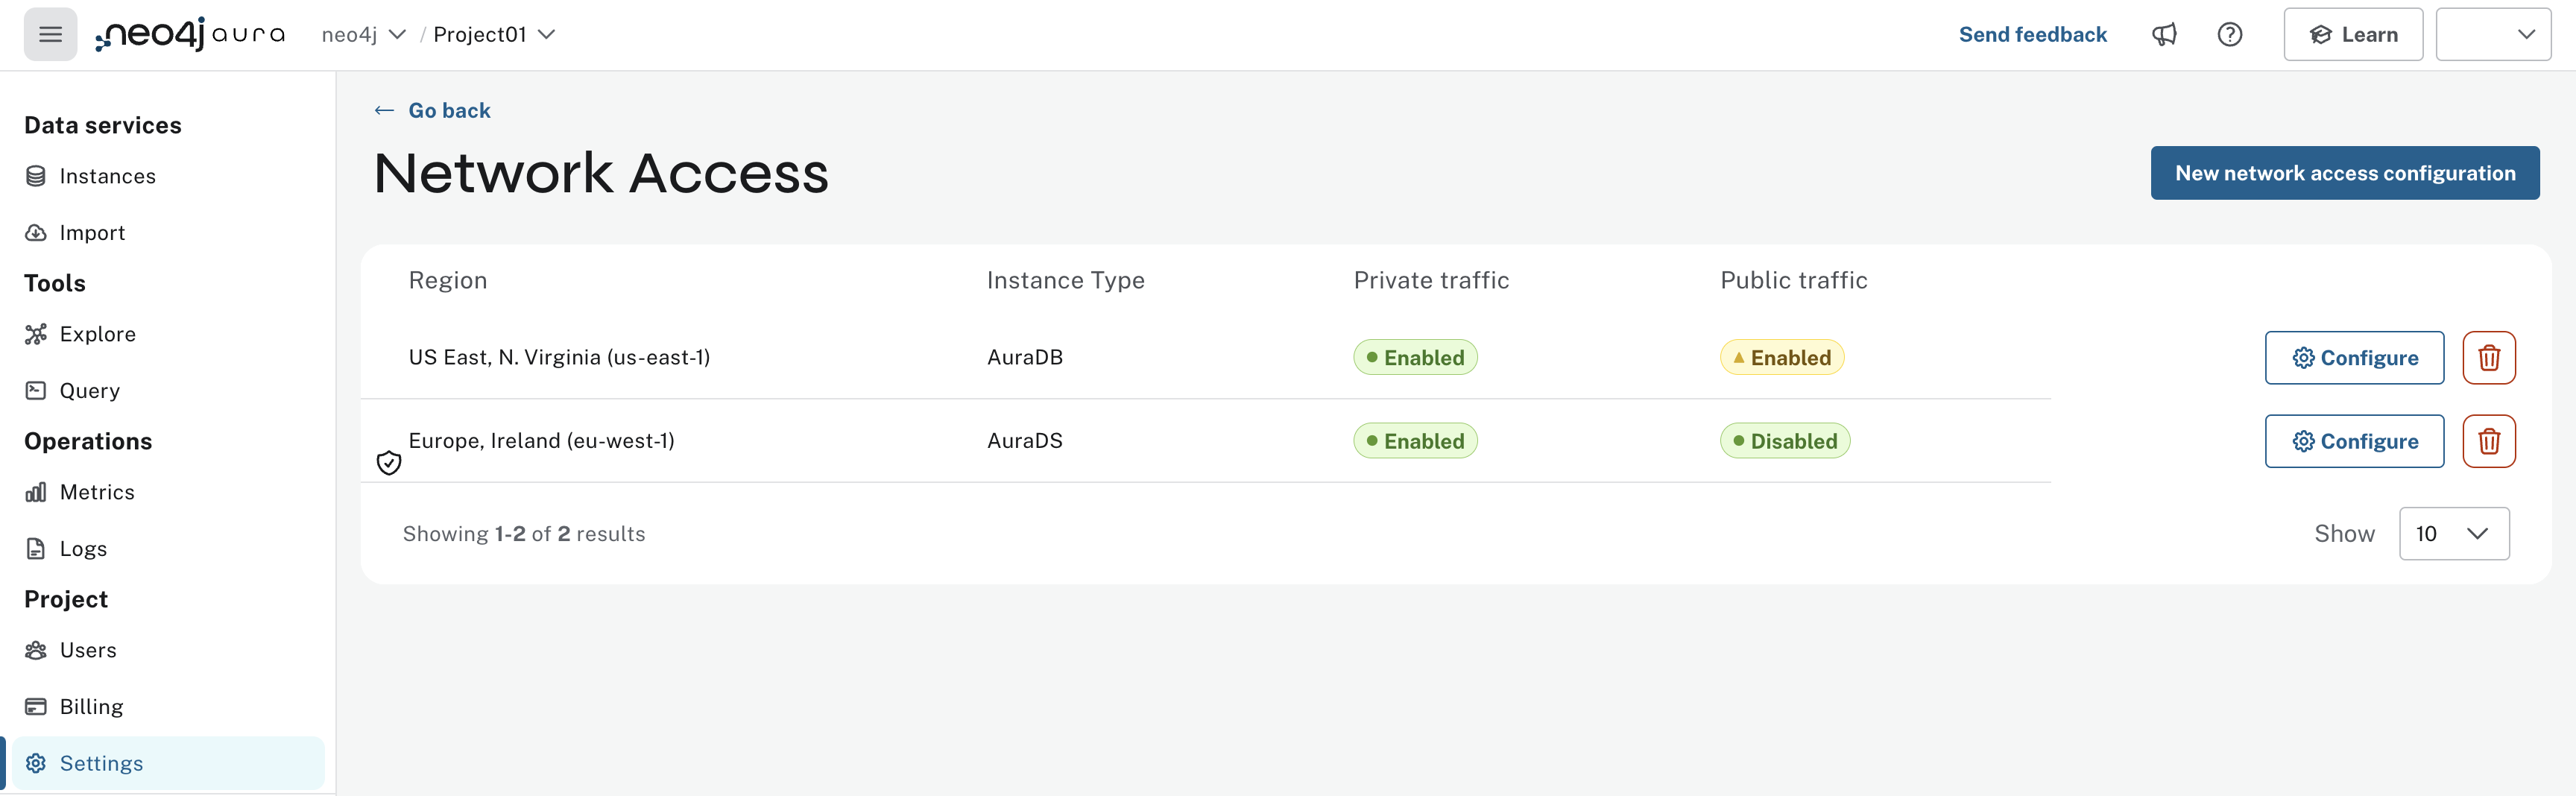 neo4j aura neo4j / Project01 Send feedback Learn
Data services
Instances
Import
Tools
Explore
Query
Operations
Metrics
Logs
Project
Users
Billing
Settings
Go back
Network Access
New network access configuration
Region Instance Type Private traffic Public traffic
US East, N. Virginia (us-east-1) AuraDB Enabled Enabled Configure
Europe, Ireland (eu-west-1) AuraDS Enabled Disabled Configure
Showing 1-2 of 2 results Show 10